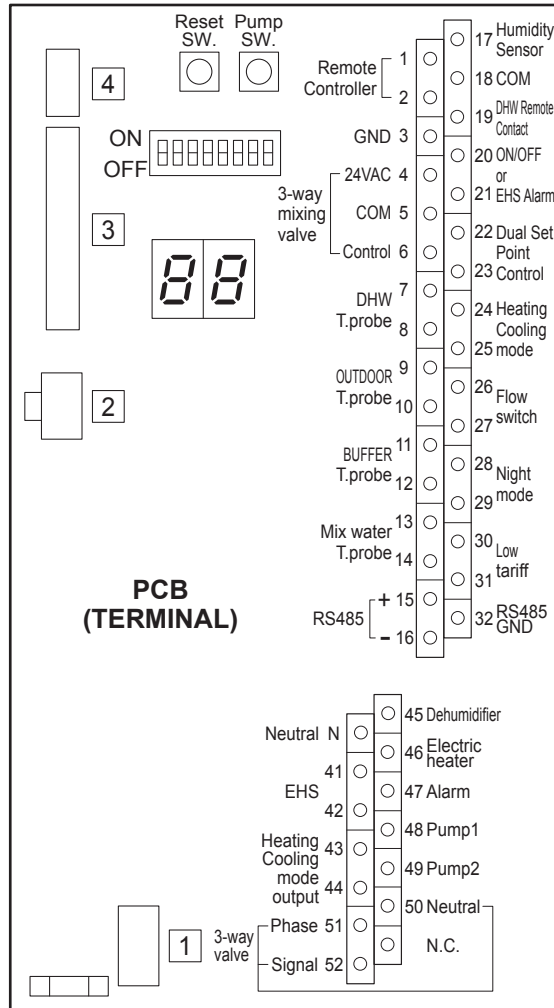 Reset SW.
Pump SW.
4
ON
OFF
3
88
2
PCB
(TERMINAL)
1
Remote Controller
1
2
GND 3
3-way mixing valve
24VAC 4
COM 5
Control 6
DHW T.probe
7
8
OUTDOOR T.probe
9
10
BUFFER T.probe
11
12
Mix water T.probe
13
14
RS485
+ 15
- 16
17 Humidity Sensor
18 COM
19 DHW Remote Contact
20 ON/OFF
or
21 EHS Alarm
22 Dual Set
Point
23 Control
24 Heating
Cooling
25 mode
26
Flow switch
27
28
Night mode
29
30
Low tariff
31
32 RS485 GND
Neutral N
EHS
41
42
Heating Cooling mode output
43
44
3-way valve
Phase 51
Signal 52
45 Dehumidifier
46 Electric heater
47 Alarm
48 Pump1
49 Pump2
50 Neutral
N.C.